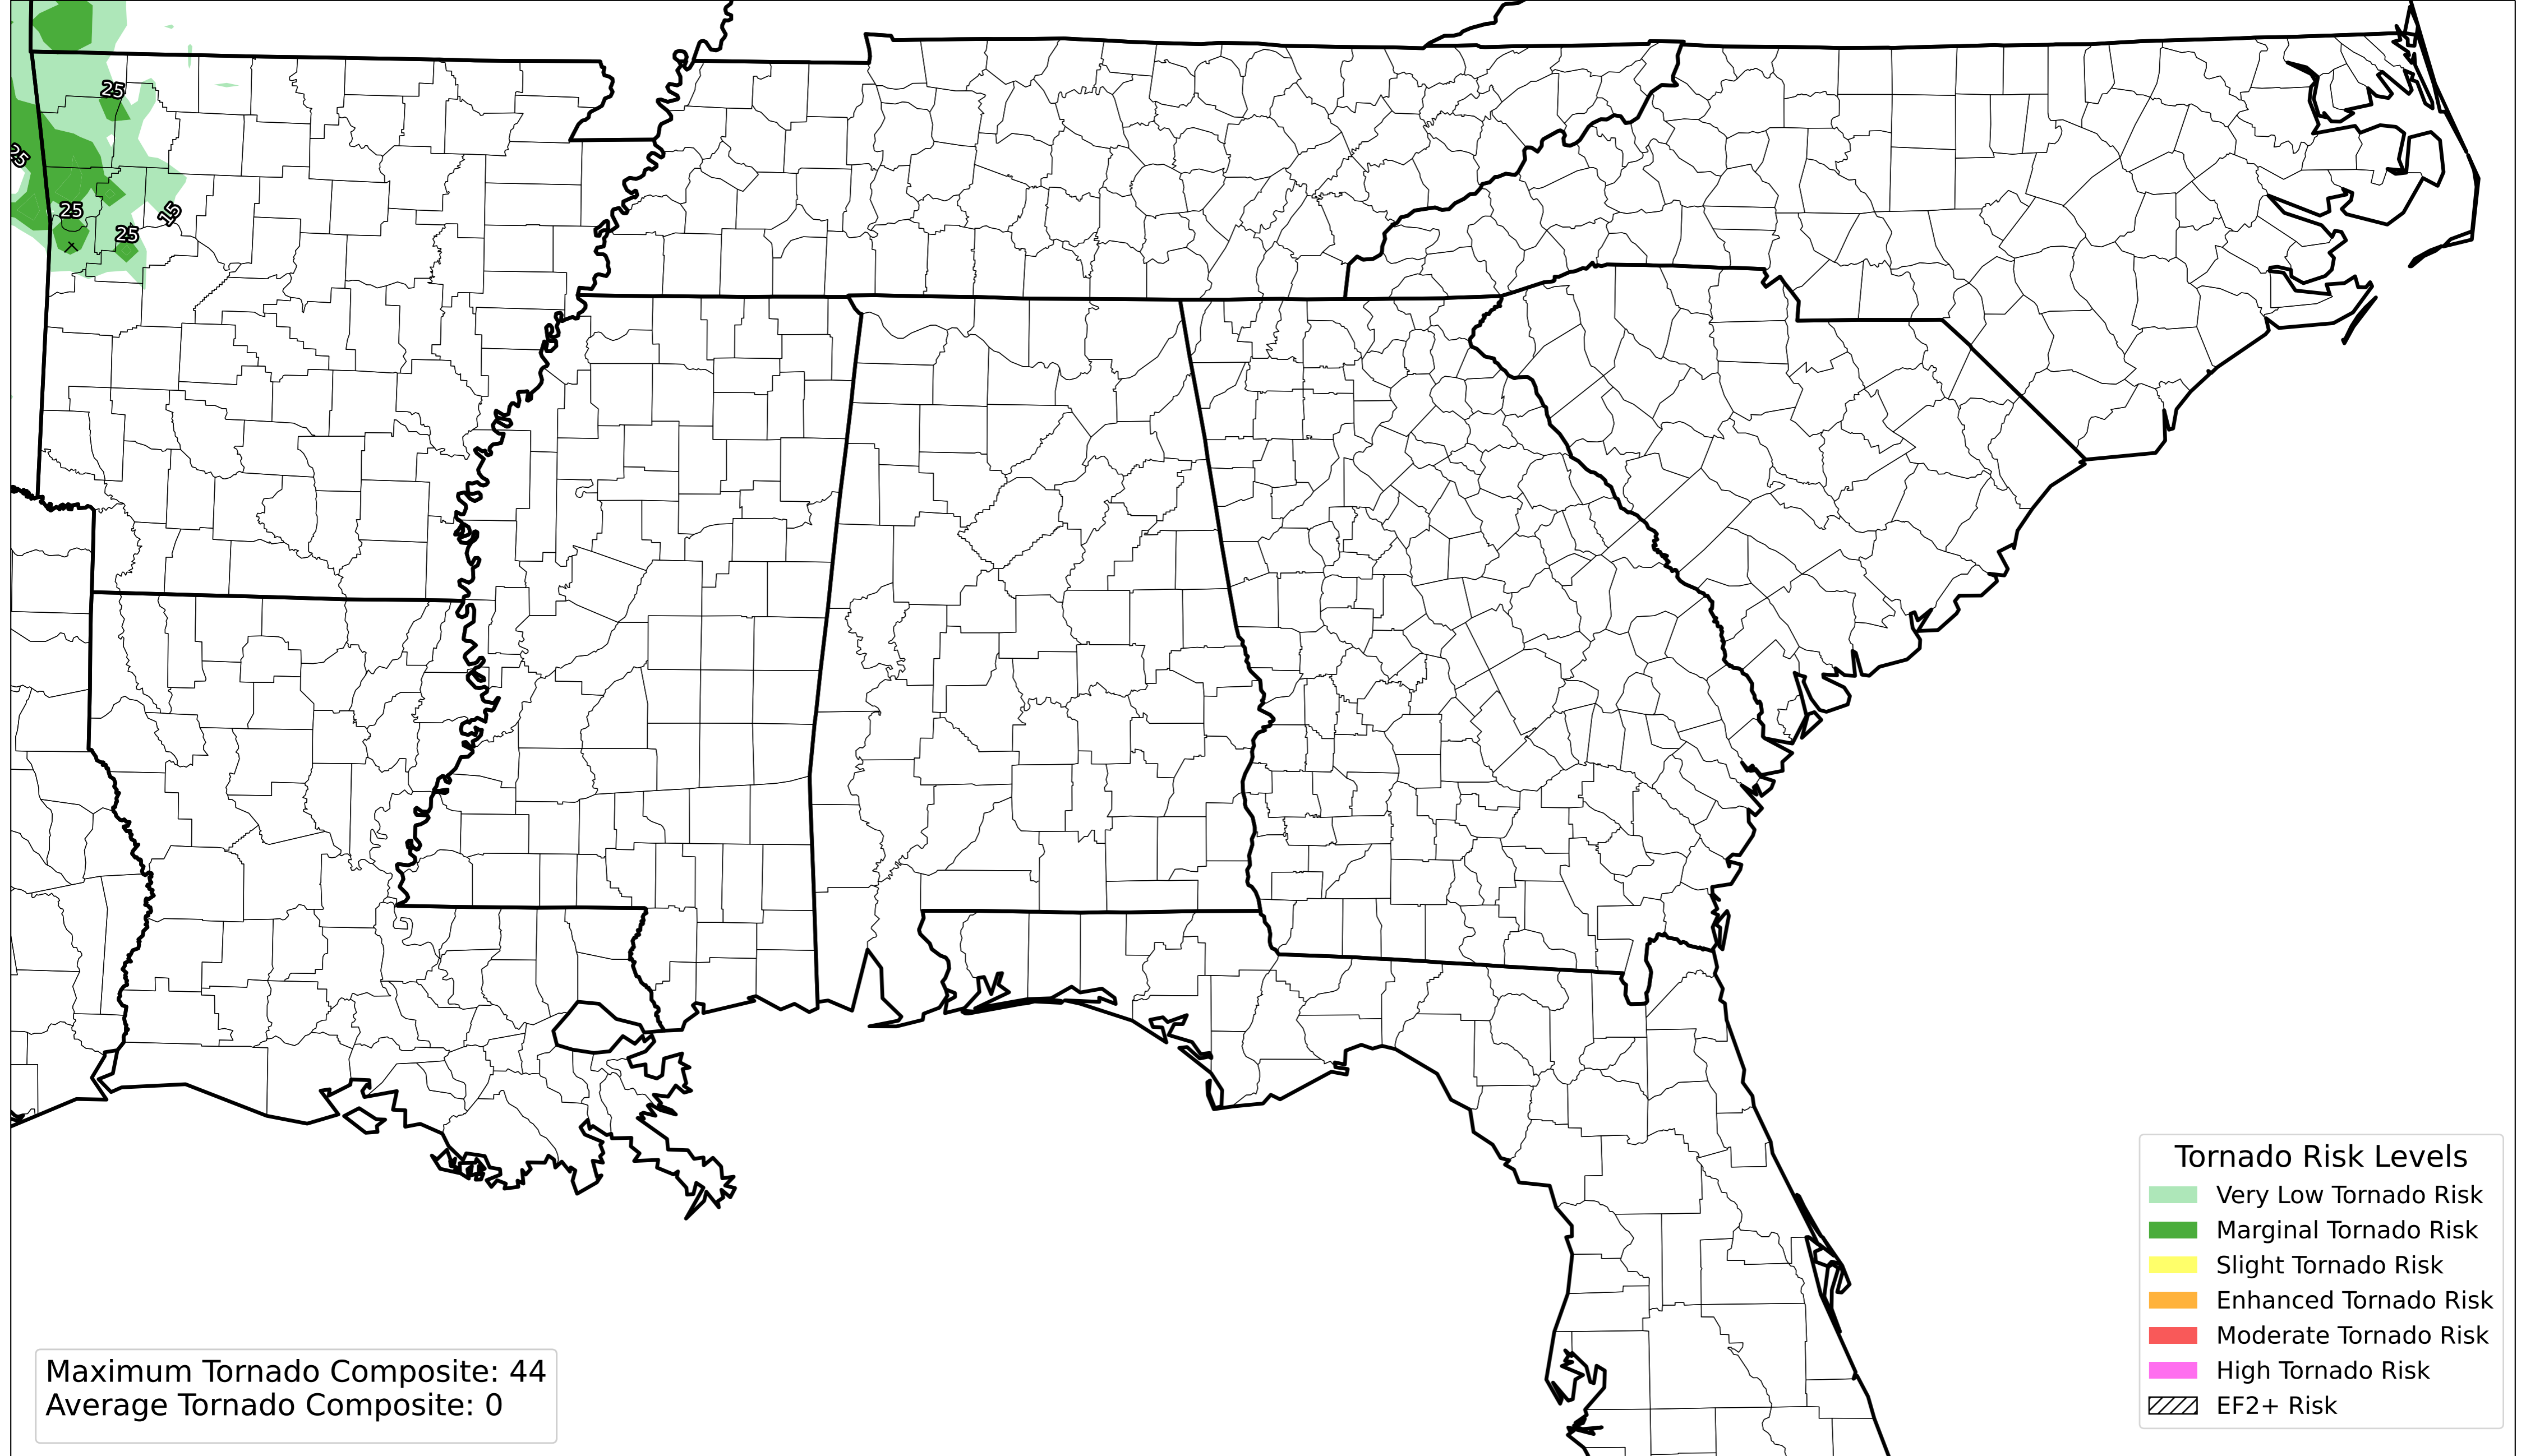 25
25
25
15
25
Tornado Risk Levels
Very Low Tornado Risk
Marginal Tornado Risk
Slight Tornado Risk
Enhanced Tornado Risk
Moderate Tornado Risk
High Tornado Risk
EF2+ Risk
Maximum Tornado Composite: 44
Average Tornado Composite: 0